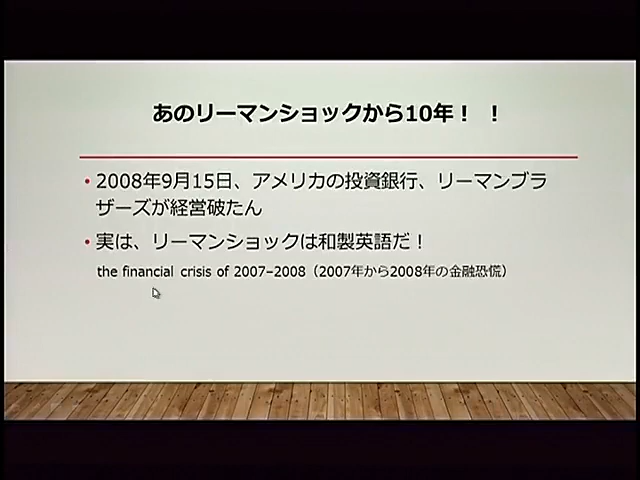 あのリーマンショックから10年！ ！
• 2008年9月15日、アメリカの投資銀行、リーマンブラ
ザーズが経営破たん
• 実は、リーマンショックは和製英語だ！
the financial crisis of 2007–2008（2007年から2008年の金融恐慌）